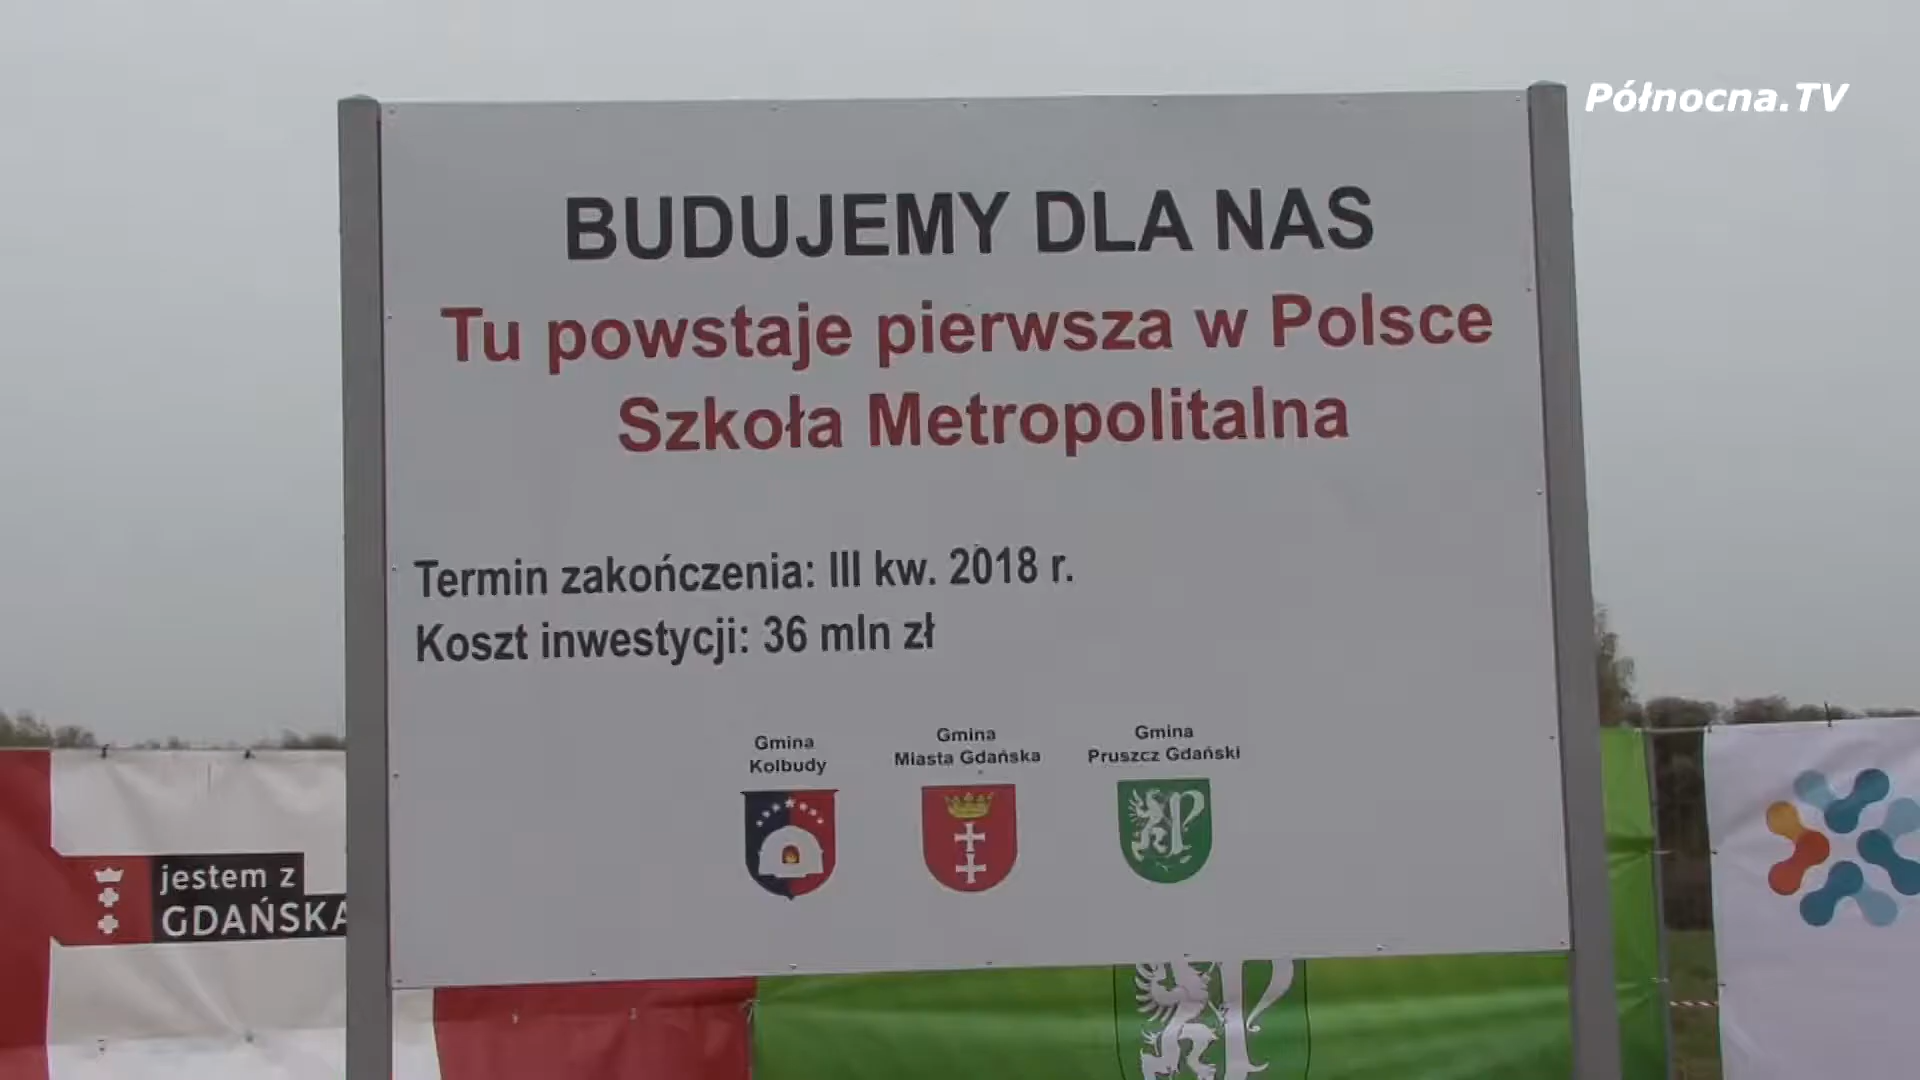 Północna.TV
BUDUJEMY DLA NAS
Tu powstaje pierwsza w Polsce
Szkoła Metropolitalna
Termin zakończenia: III kw. 2018 r.
Koszt inwestycji: 36 mln zł
Gmina
Kolbudy
Gmina
Miasta Gdańska
Gmina
Pruszcz Gdański
jestem z
GDAŃSKA